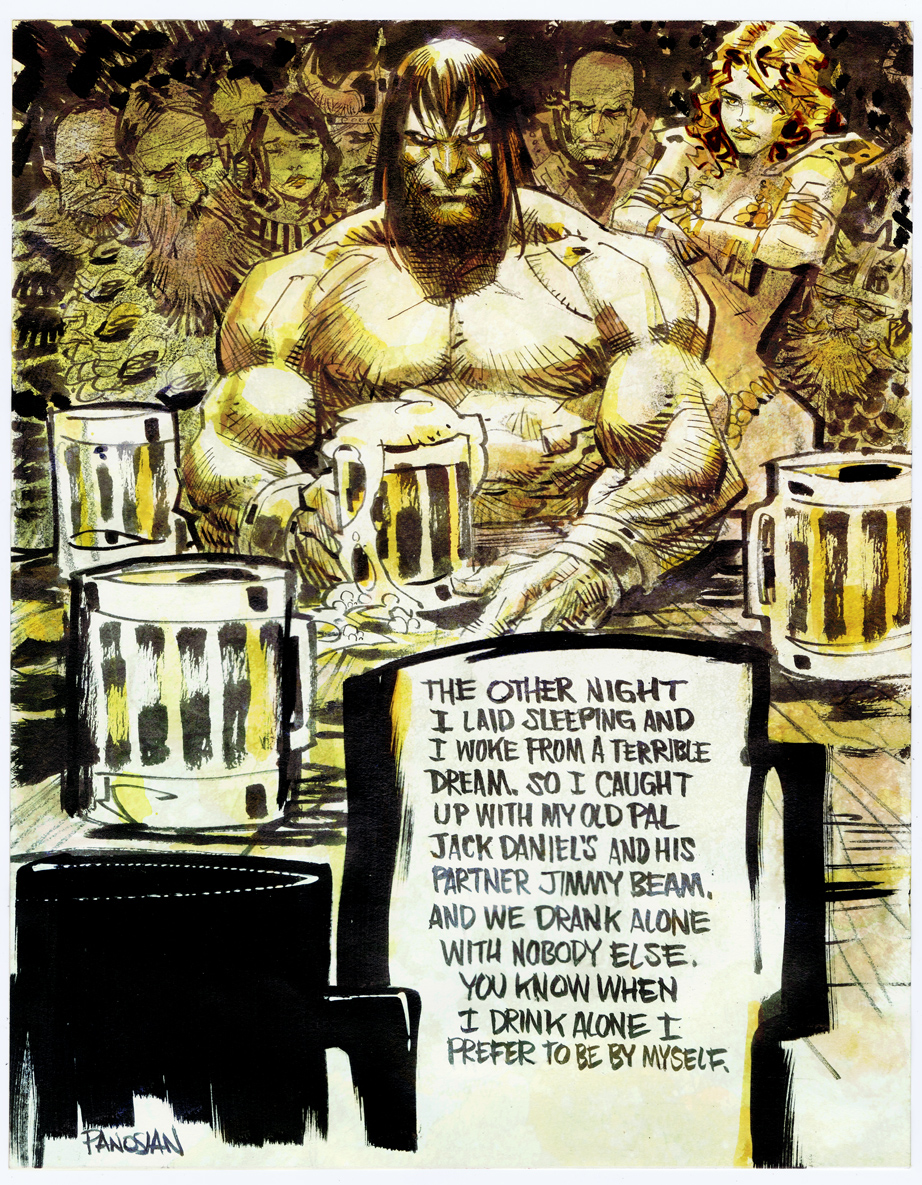 THE OTHER NIGHT
I LAID SLEEPING AND
I WOKE FROM A TERRIBLE
DREAM. SO I CAUGHT
UP WITH MY OLD PAL
JACK DANIEL'S AND HIS
PARTNER JIMMY BEAM.
AND WE DRANK ALONE
WITH NOBODY ELSE.
YOU KNOW WHEN
I DRINK ALONE I
PREFER TO BE BY MYSELF.
PANOSIAN